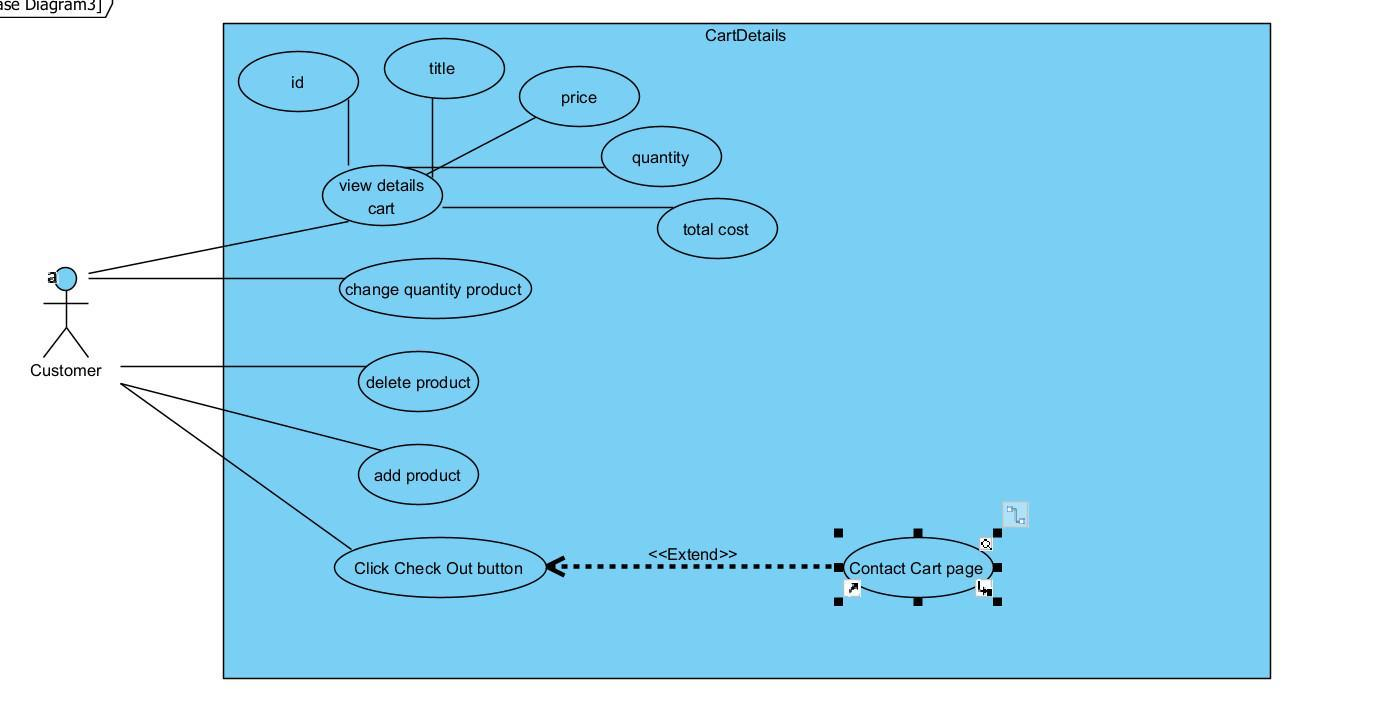 ase Diagram3]
CartDetails
id
title
price
quantity
view details
cart
total cost
a
change quantity product
Customer
delete product
add product
<<Extend>>
Click Check Out button
Contact Cart page